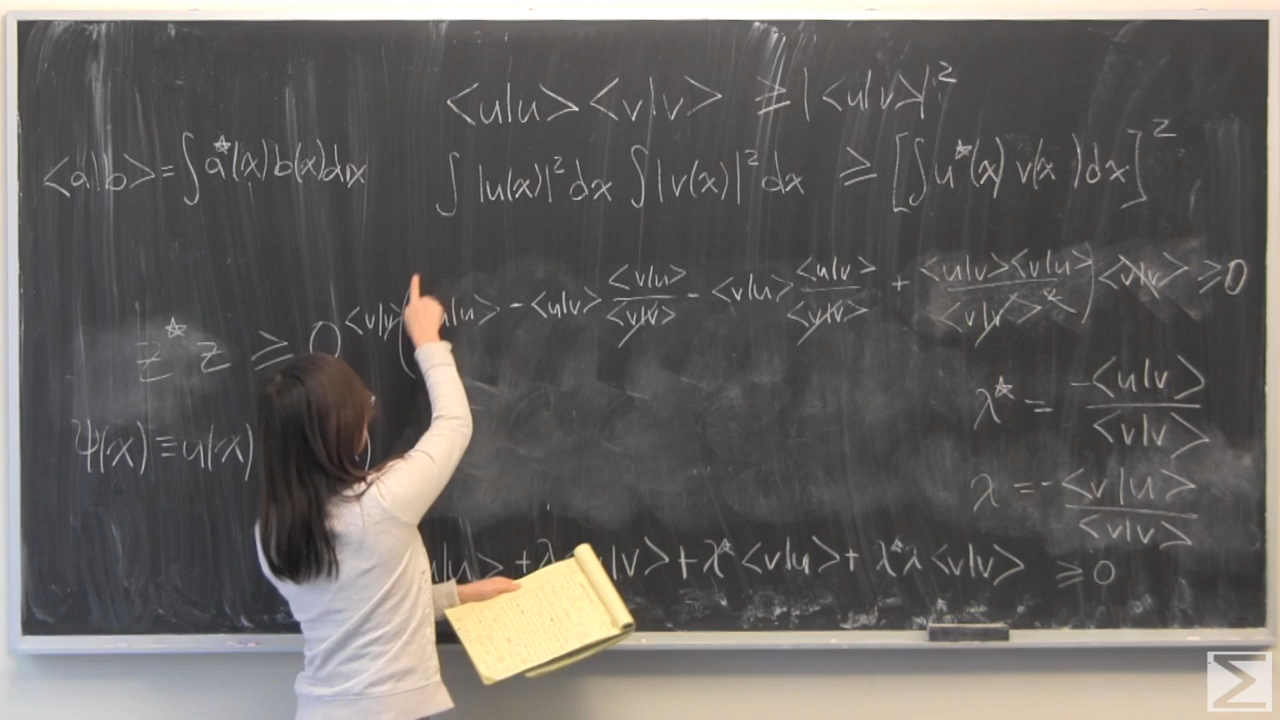 <u|u> <v|v> ≥ |<u|v>|²
<a|b> = ∫a*(x)b(x)dx
∫|u(x)|²dx ∫|v(x)|²dx ≥ [∫u*(x)v(x)dx]²
<v|v>( u|u> - <u|v> <v|u>/<v|v> - <v|u> <u|v>/<v|v> + <u|v><v|u>/<v|v>² ) <v|v> ≥ 0
z*z ≥ 0
λ* = -<u|v>/<v|v>
ψ(x) ≡ u(x)
λ = -<v|u>/<v|v>
u|u> + λ |v> + λ*<v|u> + λ*λ<v|v> ≥ 0
Σ